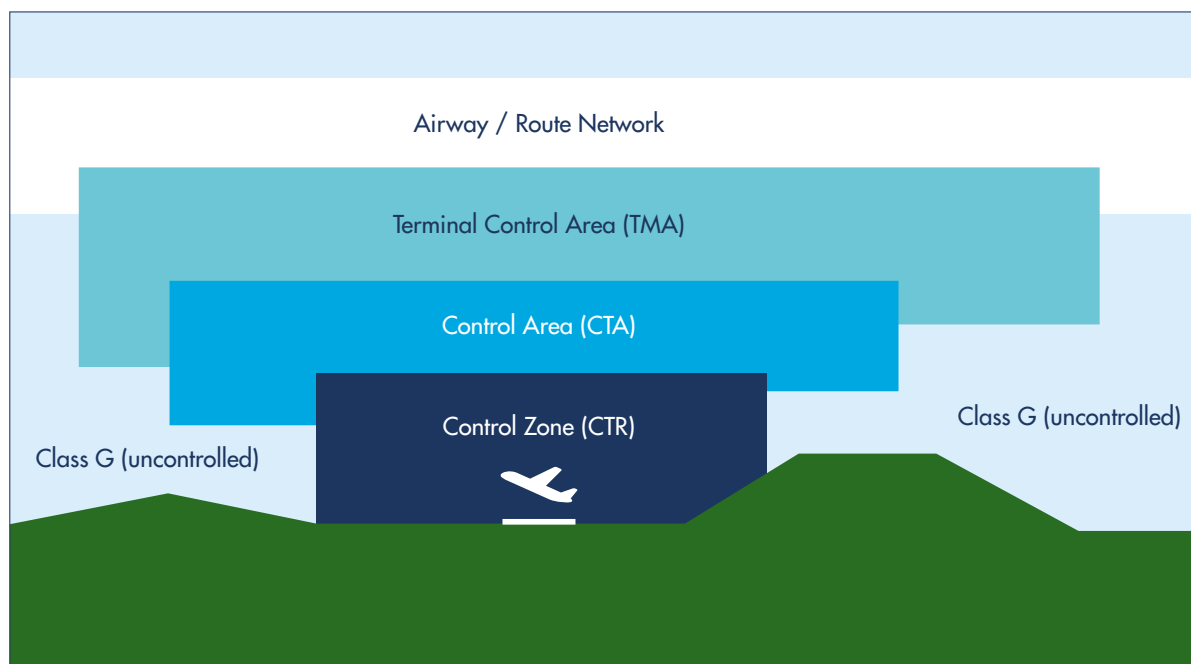 Airway / Route Network
Terminal Control Area (TMA)
Control Area (CTA)
Control Zone (CTR)
Class G (uncontrolled)
Class G (uncontrolled)